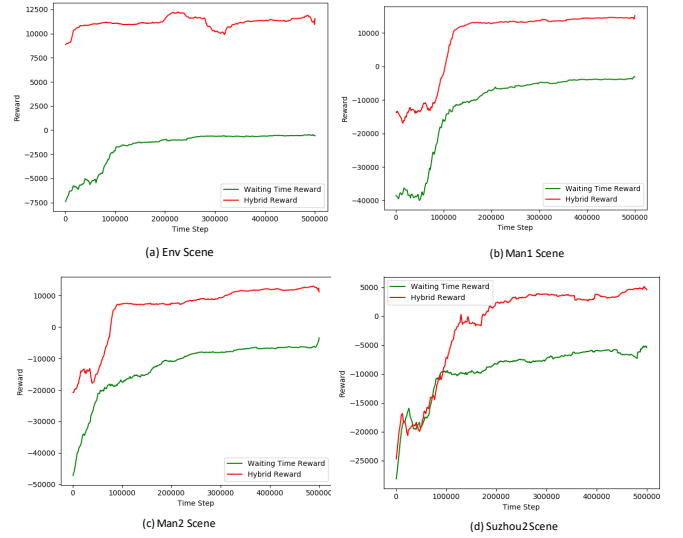 12500
10000
7500
5000
2500
0
−2500
−5000
−7500
Reward
Waiting Time Reward
Hybrid Reward
0 100000 200000 300000 400000 500000
Time Step
(a) Env Scene
10000
0
−10000
−20000
−30000
−40000
Reward
Waiting Time Reward
Hybrid Reward
0 100000 200000 300000 400000 500000
Time Step
(b) Man1 Scene
10000
0
−10000
−20000
−30000
−40000
−50000
Reward
Waiting Time Reward
Hybrid Reward
0 100000 200000 300000 400000 500000
Time Step
(c) Man2 Scene
Waiting Time Reward
Hybrid Reward
5000
0
−5000
−10000
−15000
−20000
−25000
Reward
0 100000 200000 300000 400000 500000
Time Step
(d) Suzhou2Scene